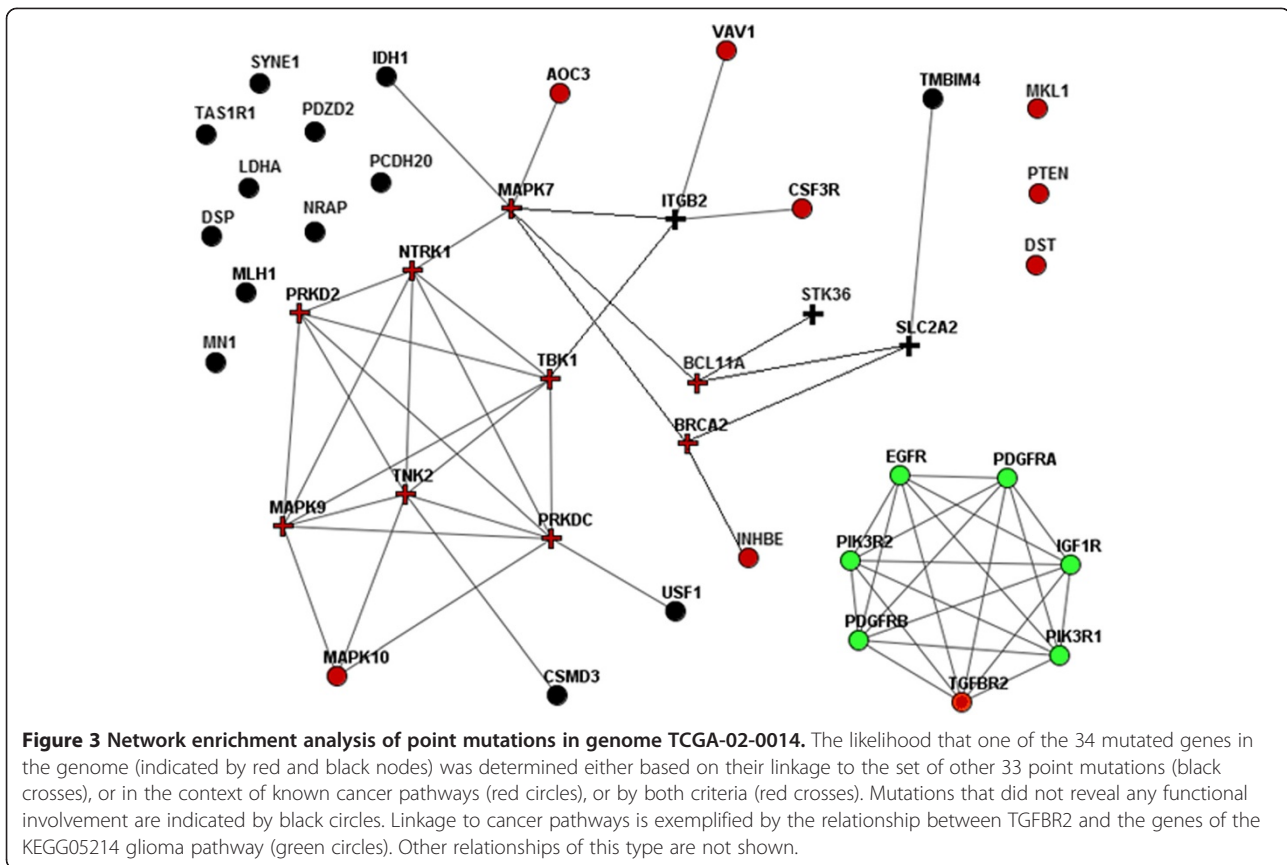 VAV1
SYNE1
IDH1
AOC3
TMBIM4
MKL1
TAS1R1
PDZD2
LDHA
PCDH20
MAPK7
ITGB2
CSF3R
PTEN
DSP
NRAP
DST
NTRK1
MLH1
PRKD2
STK36
SLC2A2
MN1
TBK1
BCL11A
BRCA2
EGFR
PDGFRA
TNK2
MAPK9
PRKDC
INHBE
PIK3R2
IGF1R
USF1
PDGFRB
PIK3R1
MAPK10
CSMD3
TGFBR2
Figure 3 Network enrichment analysis of point mutations in genome TCGA-02-0014. The likelihood that one of the 34 mutated genes in
the genome (indicated by red and black nodes) was determined either based on their linkage to the set of other 33 point mutations (black
crosses), or in the context of known cancer pathways (red circles), or by both criteria (red crosses). Mutations that did not reveal any functional
involvement are indicated by black circles. Linkage to cancer pathways is exemplified by the relationship between TGFBR2 and the genes of the
KEGG05214 glioma pathway (green circles). Other relationships of this type are not shown.